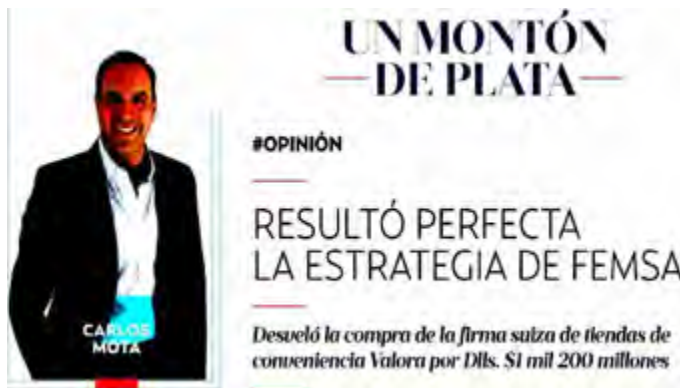 UN MONTÓN
DE PLATA
#OPINIÓN
RESULTÓ PERFECTA
LA ESTRATEGIA DE FEMSA
Desveló la compra de la firma suiza de tiendas de
conveniencia Valora por Dlls. $1 mil 200 millones
CARLOS
MOTA